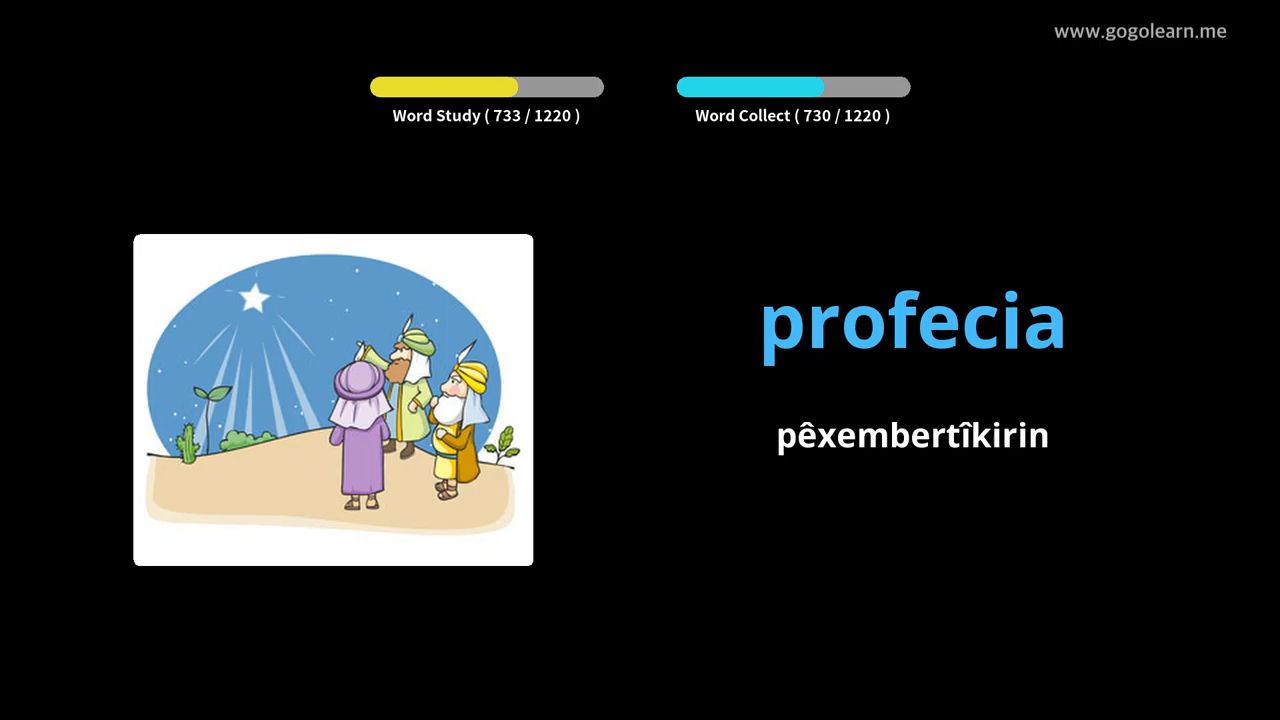 www.gogolearn.me
Word Study ( 733 / 1220 )
Word Collect ( 730 / 1220 )
profecia
pêxembertîkirin